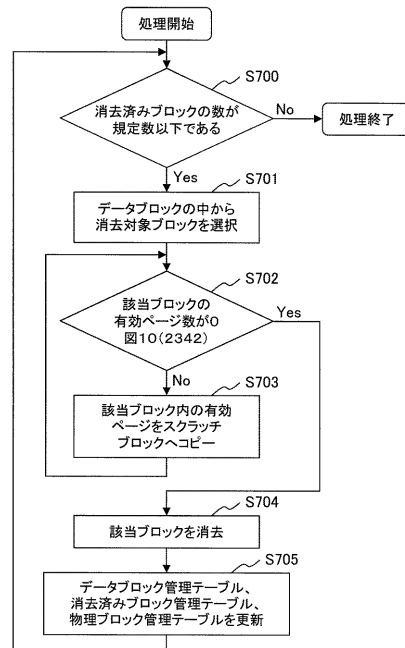 処理開始
S700
消去済みブロックの数が
規定数以下である
No
処理終了
Yes
S701
データブロックの中から
消去対象ブロックを選択
S702
該当ブロックの
有効ページ数が0
図10(2342)
Yes
No
S703
該当ブロック内の有効
ページをスクラッチ
ブロックへコピー
S704
該当ブロックを消去
S705
データブロック管理テーブル、
消去済みブロック管理テーブル、
物理ブロック管理テーブルを更新